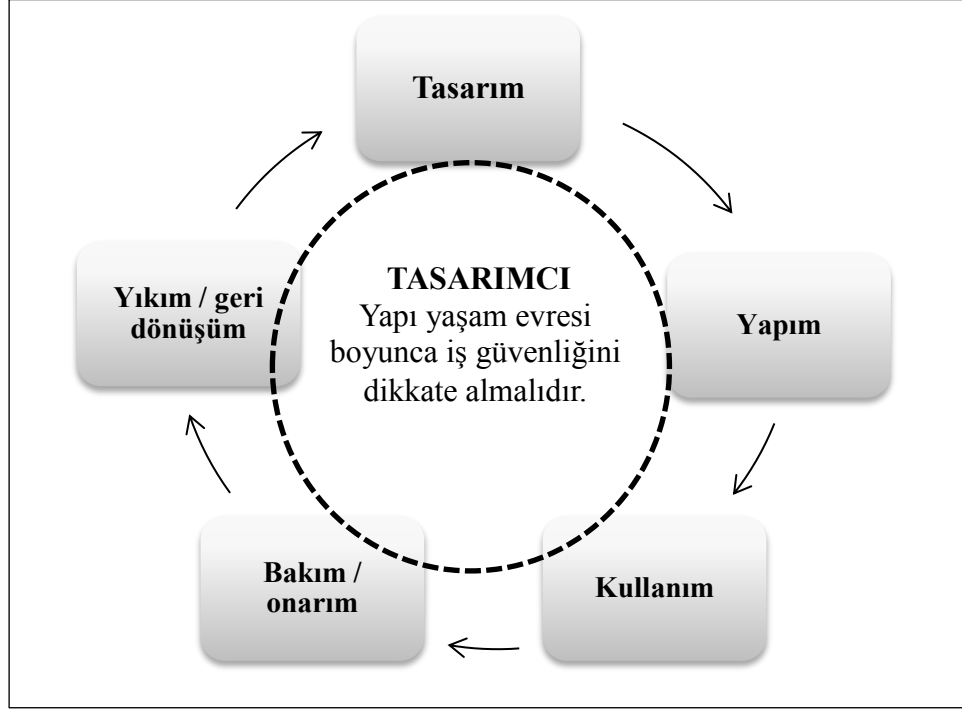 Tasarım
TASARIMCI
Yapı yaşam evresi
boyunca iş güvenliğini
dikkate almalıdır.
Yapım
Kullanım
Bakım /
onarım
Yıkım / geri
dönüşüm